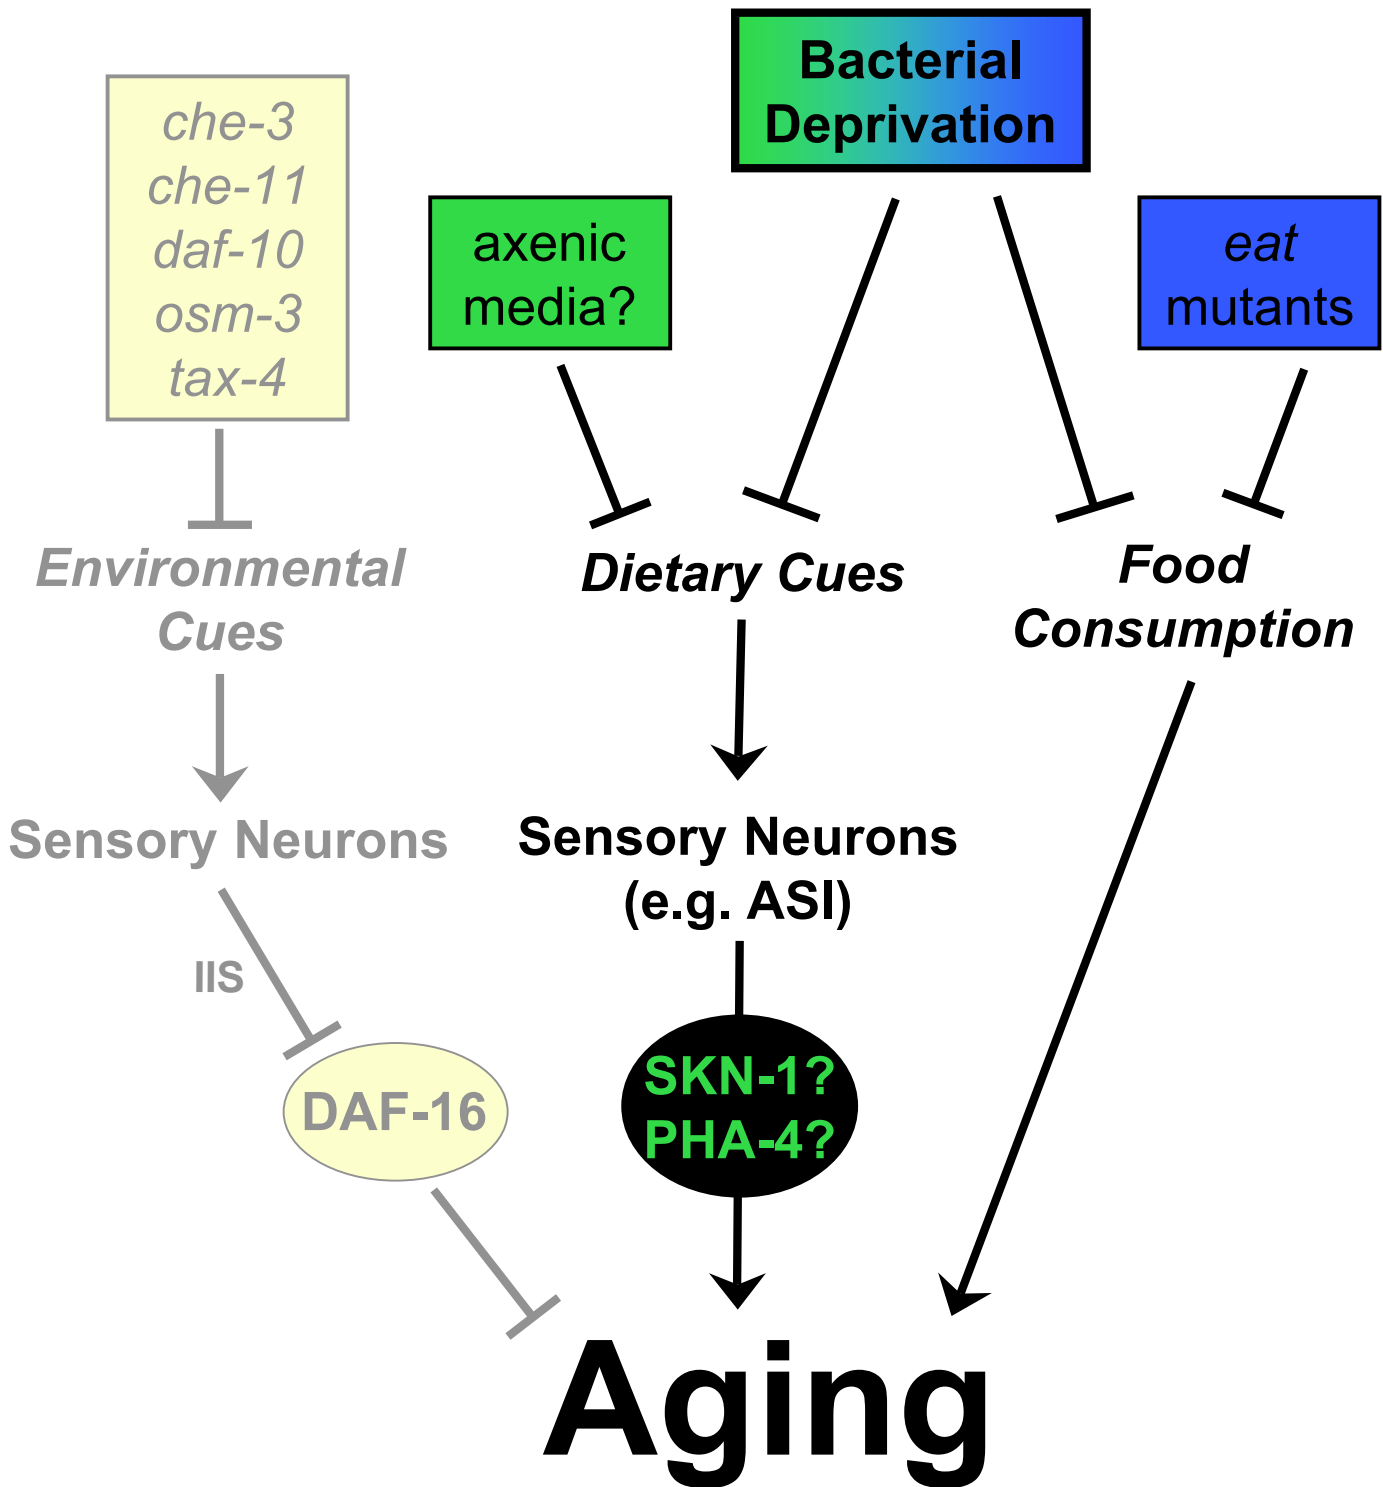 Bacterial
Deprivation
che-3
che-11
daf-10
osm-3
tax-4
axenic
media?
eat
mutants
Environmental
Cues
Dietary Cues
Food
Consumption
Sensory Neurons
Sensory Neurons
(e.g. ASI)
IIS
DAF-16
SKN-1?
PHA-4?
Aging